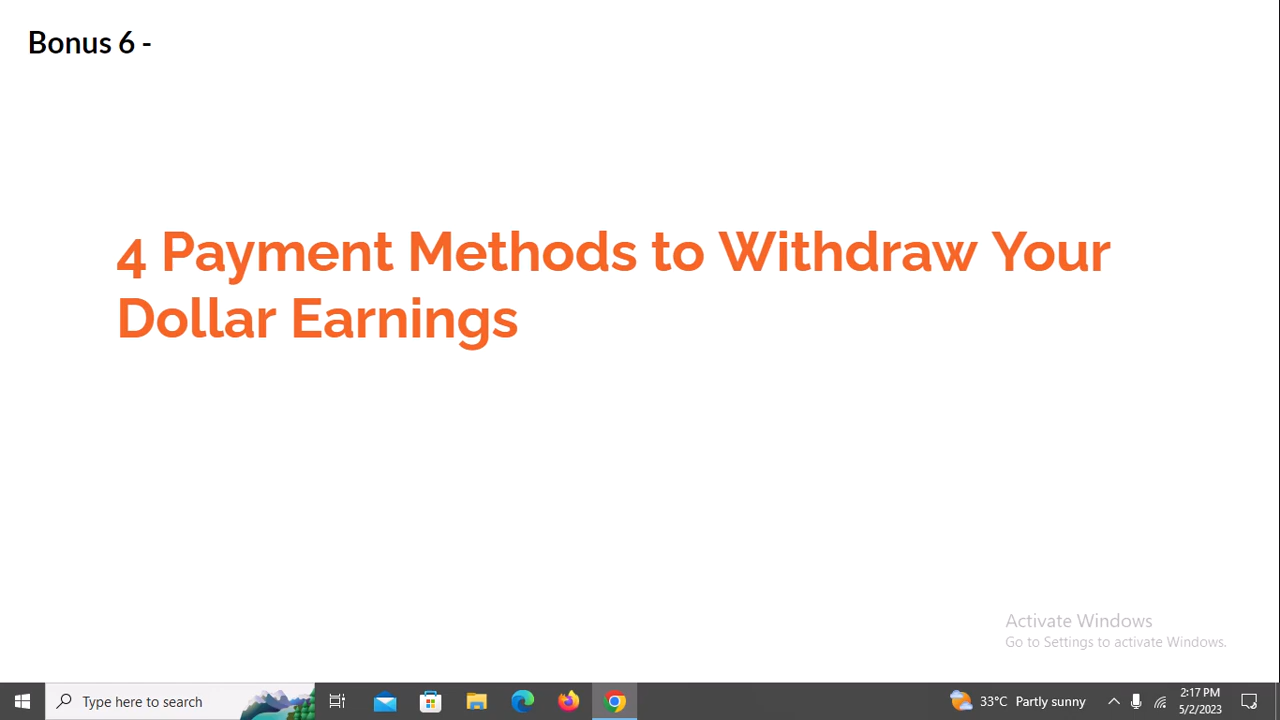 Bonus 6 -
4 Payment Methods to Withdraw Your
Dollar Earnings
Activate Windows
Go to Settings to activate Windows.
Type here to search
33°C Partly sunny
2:17 PM
5/2/2023